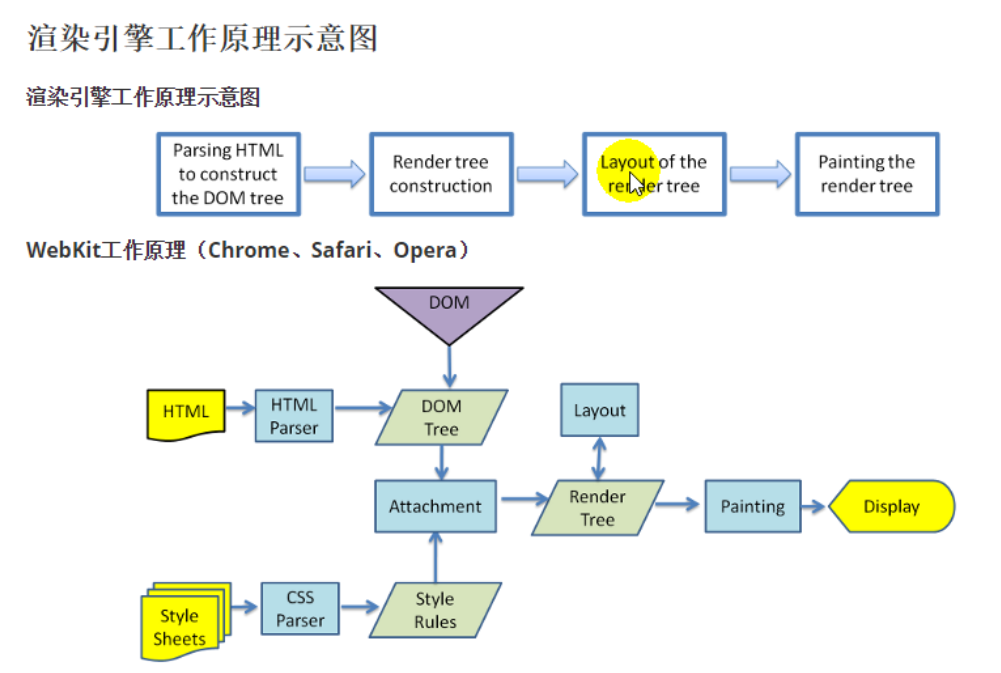 渲染引擎工作原理示意图
渲染引擎工作原理示意图
Parsing HTML
to construct
the DOM tree
Render tree
construction
Layout of the
render tree
Painting the
render tree
WebKit工作原理（Chrome、Safari、Opera）
DOM
HTML
HTML
Parser
DOM
Tree
Layout
Attachment
Render
Tree
Painting
Display
Style
Sheets
CSS
Parser
Style
Rules